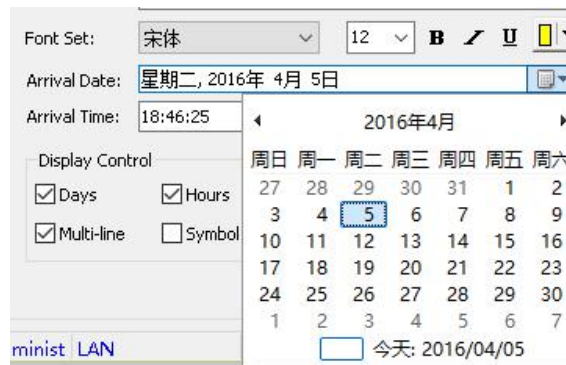 Font Set: 宋体 12 B I U
Arrival Date: 星期二, 2016年 4月 5日
Arrival Time: 18:46:25
2016年4月
Display Control
周日 周一 周二 周三 周四 周五 周六
Days Hours
27 28 29 30 31 1 2
3 4 5 6 7 8 9
Multi-line Symbol
10 11 12 13 14 15 16
17 18 19 20 21 22 23
24 25 26 27 28 29 30
1 2 3 4 5 6 7
minist LAN
今天: 2016/04/05